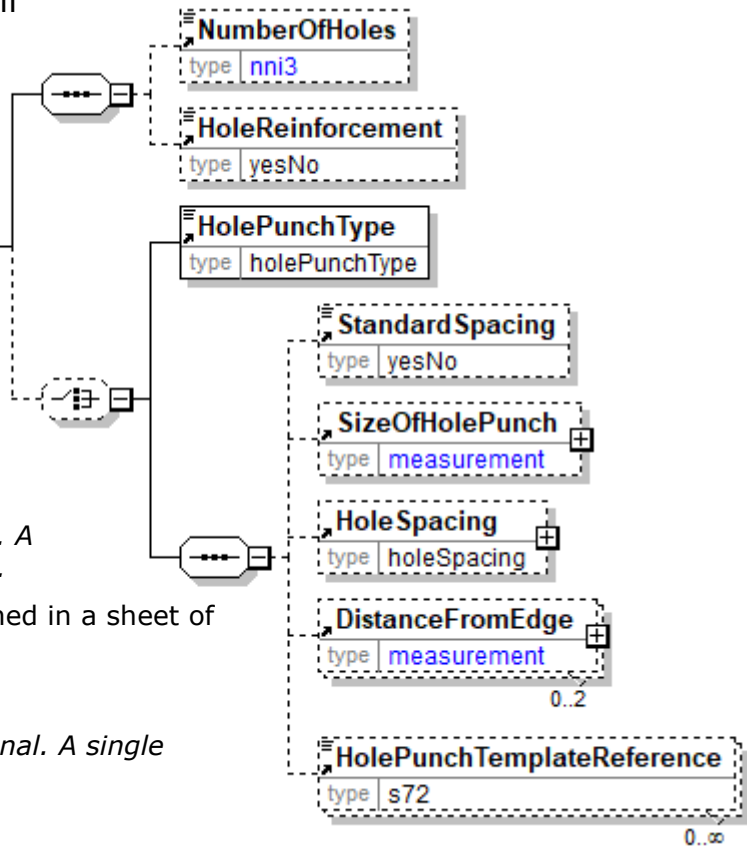 NumberOfHoles
type nni3
HoleReinforcement
type yesNo
HolePunchType
type holePunchType
StandardSpacing
type yesNo
SizeOfHolePunch
type measurement
HoleSpacing
type holeSpacing
DistanceFromEdge
type measurement
0..2
HolePunchTemplateReference
type s72
0..∞
. A
ned in a sheet of
nal. A single